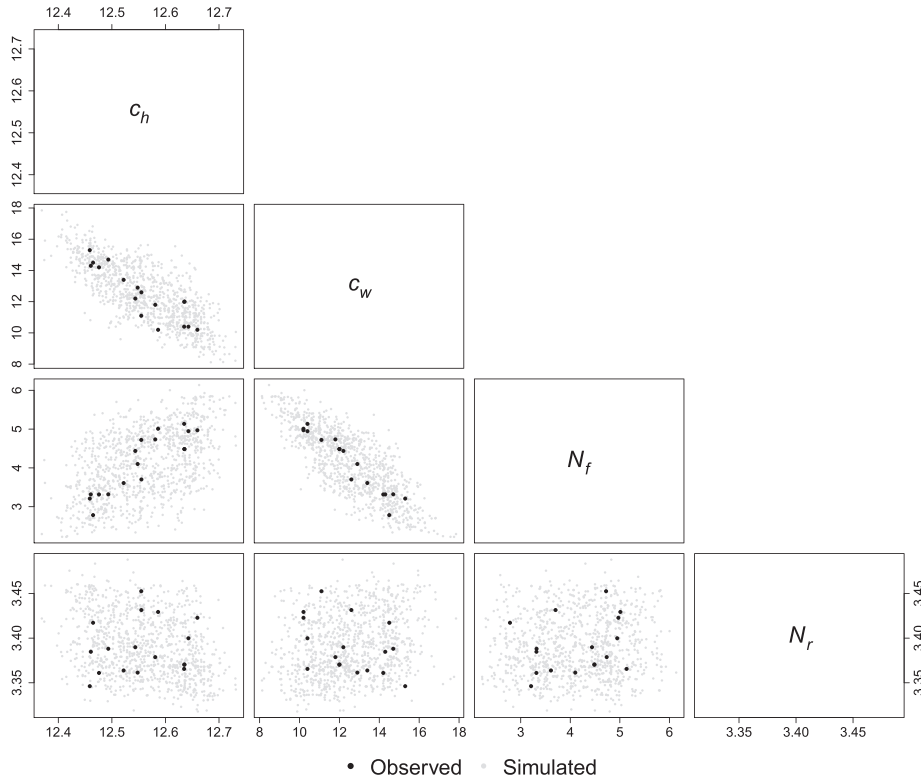 12.4 12.5 12.6 12.7
12.7
12.6
12.5
12.4
c_h
18
16
14
12
10
8
c_w
6
5
4
3
N_f
3.45
3.40
3.35
N_r
3.45
3.40
3.35
12.4 12.5 12.6 12.7
8 10 12 14 16 18
3 4 5 6
3.35 3.40 3.45
Observed Simulated